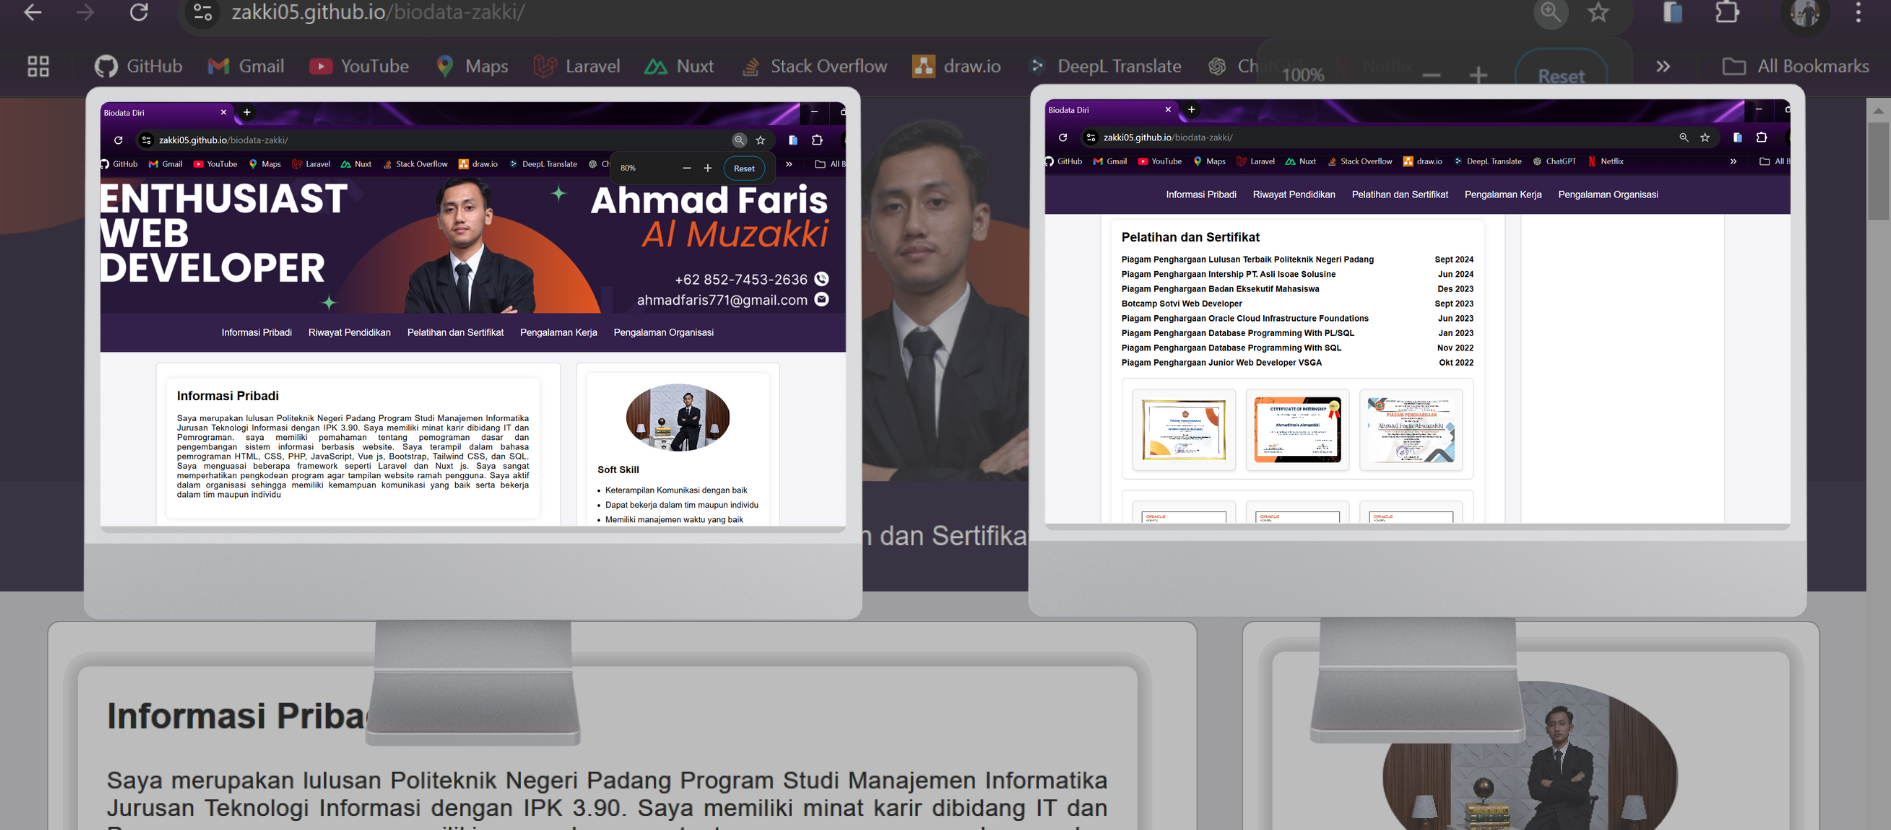 zakki05.github.io/biodata-zakki/
GitHub Gmail YouTube Maps Laravel Nuxt Stack Overflow draw.io DeepL Translate 100% Reset All Bookmarks
Biodata Diri
zakki05.github.io/biodata-zakki/
GitHub Gmail YouTube Maps Laravel Nuxt Stack Overflow draw.io DeepL Translate Ch 80% Reset All B
ENTHUSIAST
WEB
DEVELOPER
Ahmad Faris
Al Muzakki
+62 852-7453-2636
ahmadfaris771@gmail.com
Informasi Pribadi Riwayat Pendidikan Pelatihan dan Sertifikat Pengalaman Kerja Pengalaman Organisasi
Informasi Pribadi
Saya merupakan lulusan Politeknik Negeri Padang Program Studi Manajemen Informatika
Jurusan Teknologi Informasi dengan IPK 3.90. Saya memiliki minat karir dibidang IT dan
Pemrograman. saya memiliki pemahaman tentang pemograman dasar dan
pengembangan sistem informasi berbasis website. Saya terampil dalam bahasa
pemrograman HTML, CSS, PHP, JavaScript, Vue js, Bootstrap, Tailwind CSS, dan SQL.
Saya menguasai beberapa framework seperti Laravel dan Nuxt js. Saya sangat
memperhatikan pengkodean program agar tampilan website ramah pengguna. Saya aktif
dalam organisasi sehingga memiliki kemampuan komunikasi yang baik serta bekerja
dalam tim maupun individu
Soft Skill
Keterampilan Komunikasi dengan baik
Dapat bekerja dalam tim maupun individu
Memiliki manajemen waktu yang baik
Biodata Diri
zakki05.github.io/biodata-zakki/
GitHub Gmail YouTube Maps Laravel Nuxt Stack Overflow draw.io DeepL Translate ChatGPT Netflix All B
Informasi Pribadi Riwayat Pendidikan Pelatihan dan Sertifikat Pengalaman Kerja Pengalaman Organisasi
Pelatihan dan Sertifikat
Piagam Penghargaan Lulusan Terbaik Politeknik Negeri Padang Sept 2024
Piagam Penghargaan Intership PT. Asli Isoae Solusine Jun 2024
Piagam Penghargaan Badan Eksekutif Mahasiswa Des 2023
Botcamp Sotvi Web Developer Sept 2023
Piagam Penghargaan Oracle Cloud Infrastructure Foundations Jun 2023
Piagam Penghargaan Database Programming With PL/SQL Jan 2023
Piagam Penghargaan Database Programming With SQL Nov 2022
Piagam Penghargaan Junior Web Developer VSGA Okt 2022
CERTIFICATE OF INTERNSHIP
PIAGAM PENGHARGAAN
ORACLE ORACLE ORACLE
n dan Sertifika
Informasi Priba
Saya merupakan lulusan Politeknik Negeri Padang Program Studi Manajemen Informatika
Jurusan Teknologi Informasi dengan IPK 3.90. Saya memiliki minat karir dibidang IT dan